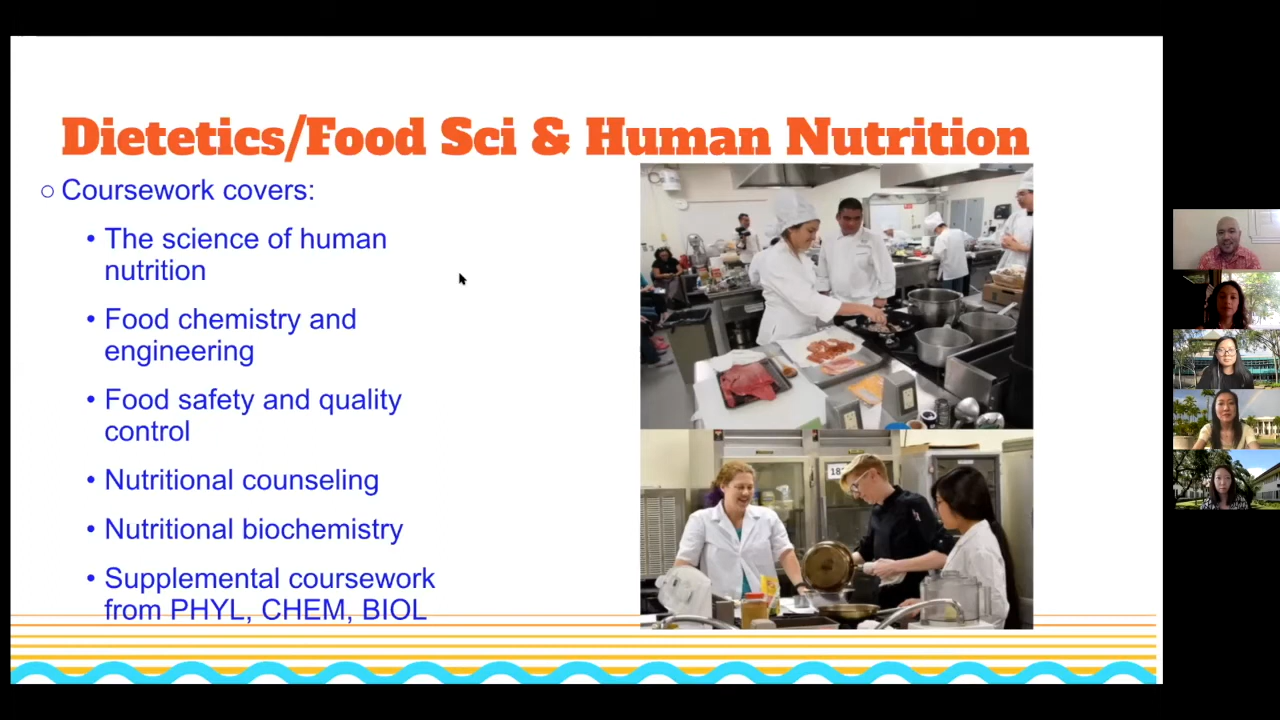 Dietetics/Food Sci & Human Nutrition
Coursework covers:
• The science of human
nutrition
• Food chemistry and
engineering
• Food safety and quality
control
• Nutritional counseling
• Nutritional biochemistry
• Supplemental coursework
from PHYL, CHEM, BIOL